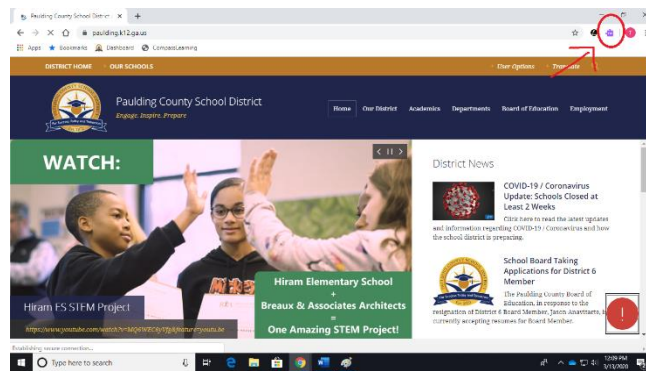 Paulding County School District
paulding.k12.ga.us
Apps Bookmarks Dashboard CompassLearning
DISTRICT HOME OUR SCHOOLS User Options Translate
Paulding County School District
Engage. Inspire. Prepare
Home Our District Academics Departments Board of Education Employment
WATCH:
Hiram Elementary School
+
Breaux & Associates Architects
=
One Amazing STEM Project!
Hiram ES STEM Project
District News
COVID-19 / Coronavirus
Update: Schools Closed at
Least 2 Weeks
Click here to read the latest updates
and information regarding COVID-19 / Coronavirus and how
the school district is preparing.
School Board Taking
Applications for District 6
Member
The Paulding County Board of
Education, in response to the
resignation of District 6 Board Member, Jason Anavitarte, is
currently accepting resumes for Board Member.
Establishing secure connection...
Type here to search
12:09 PM
3/13/2020